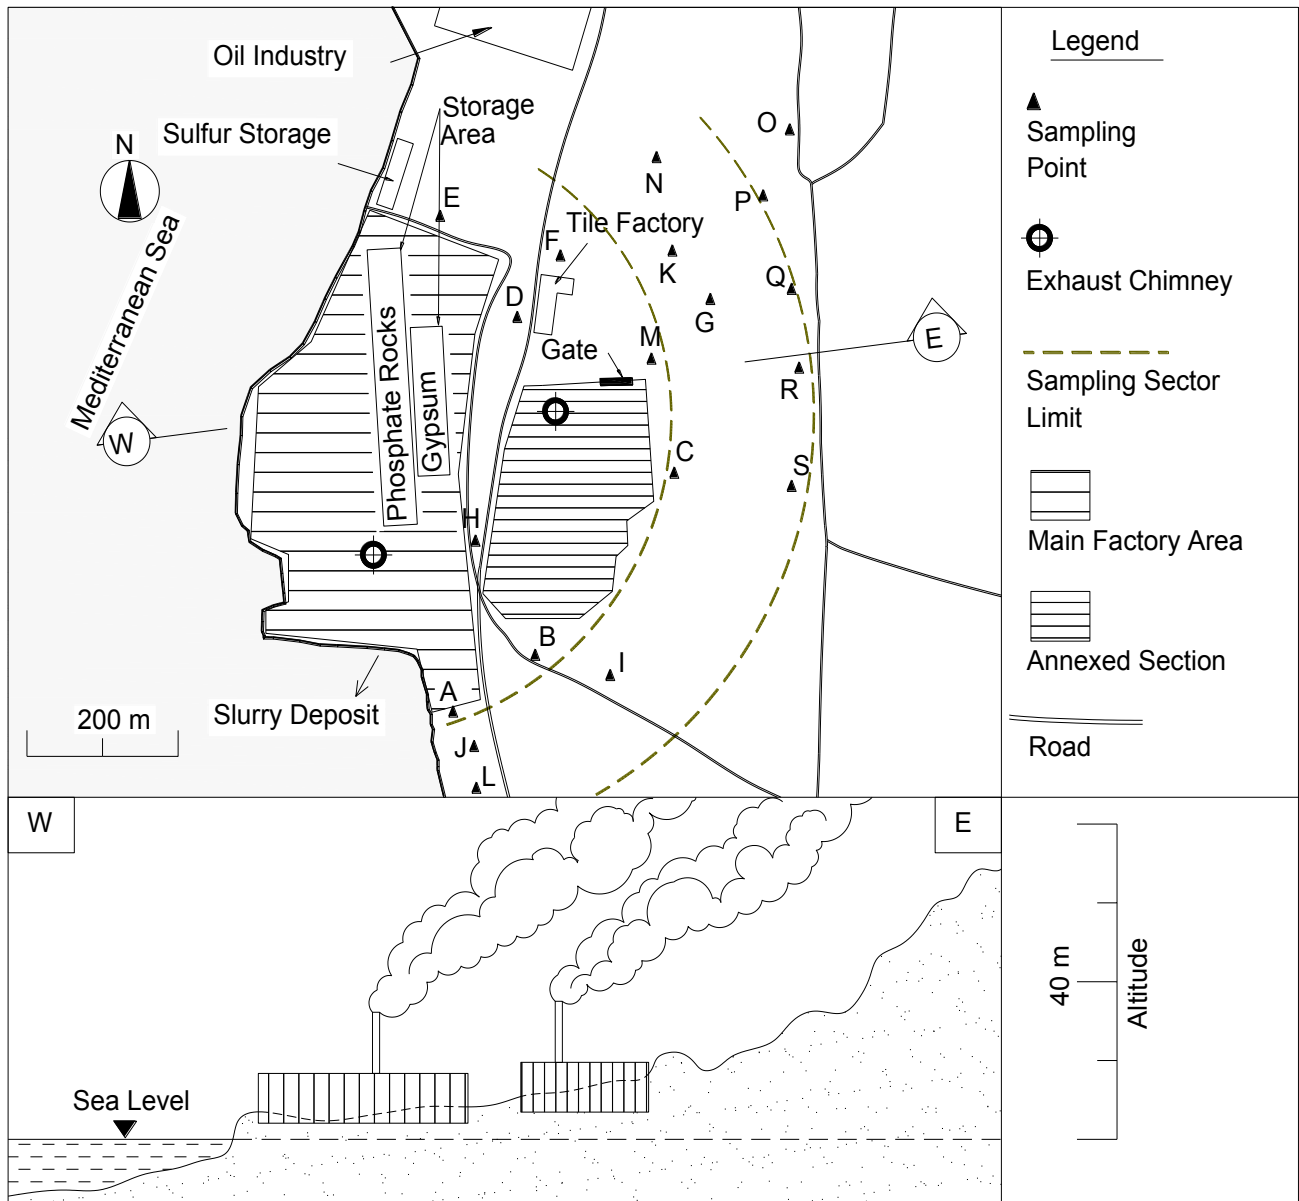 Oil Industry
Storage
Area
Sulfur Storage
N
Mediterranean Sea
E
Tile Factory
F
D
N
K
G
M
Gate
O
P
Q
R
E
W
Phosphate Rocks
Gypsum
H
C
S
B
I
A
J
L
Slurry Deposit
200 m
Legend
Sampling
Point
Exhaust Chimney
Sampling Sector
Limit
Main Factory Area
Annexed Section
Road
W
E
Sea Level
40 m
Altitude